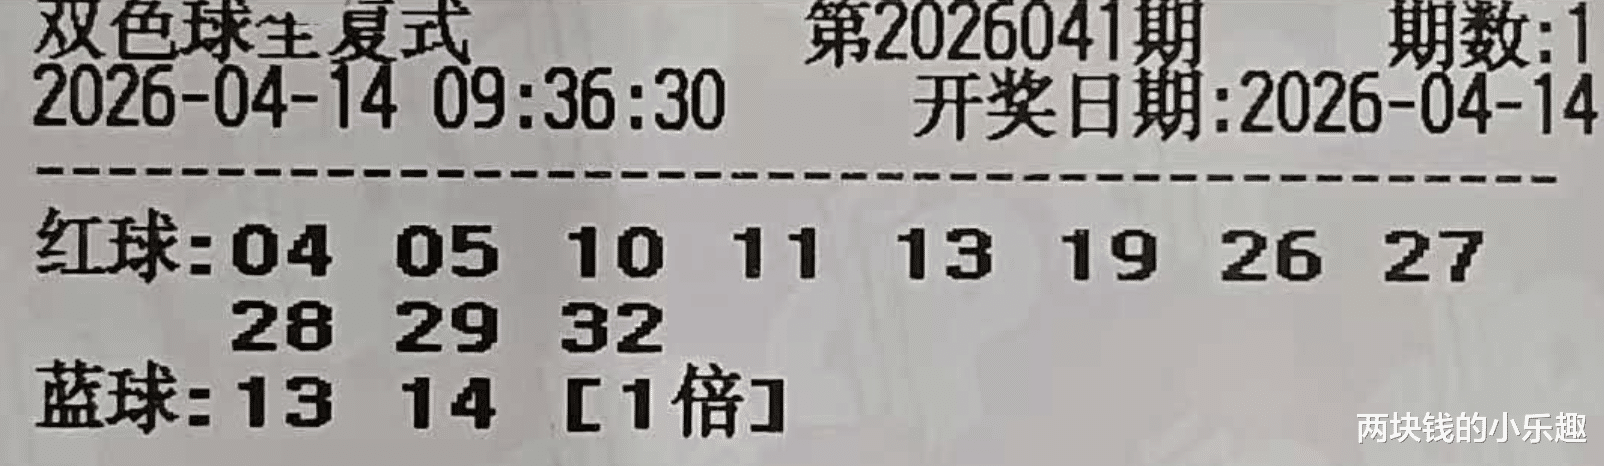 双色球全复式 第2026041期 期数:1
2026-04-14 09:36:30 开奖日期:2026-04-14
红球:04 05 10 11 13 19 26 27
28 29 32
蓝球:13 14 [1倍]
两块钱的小乐趣